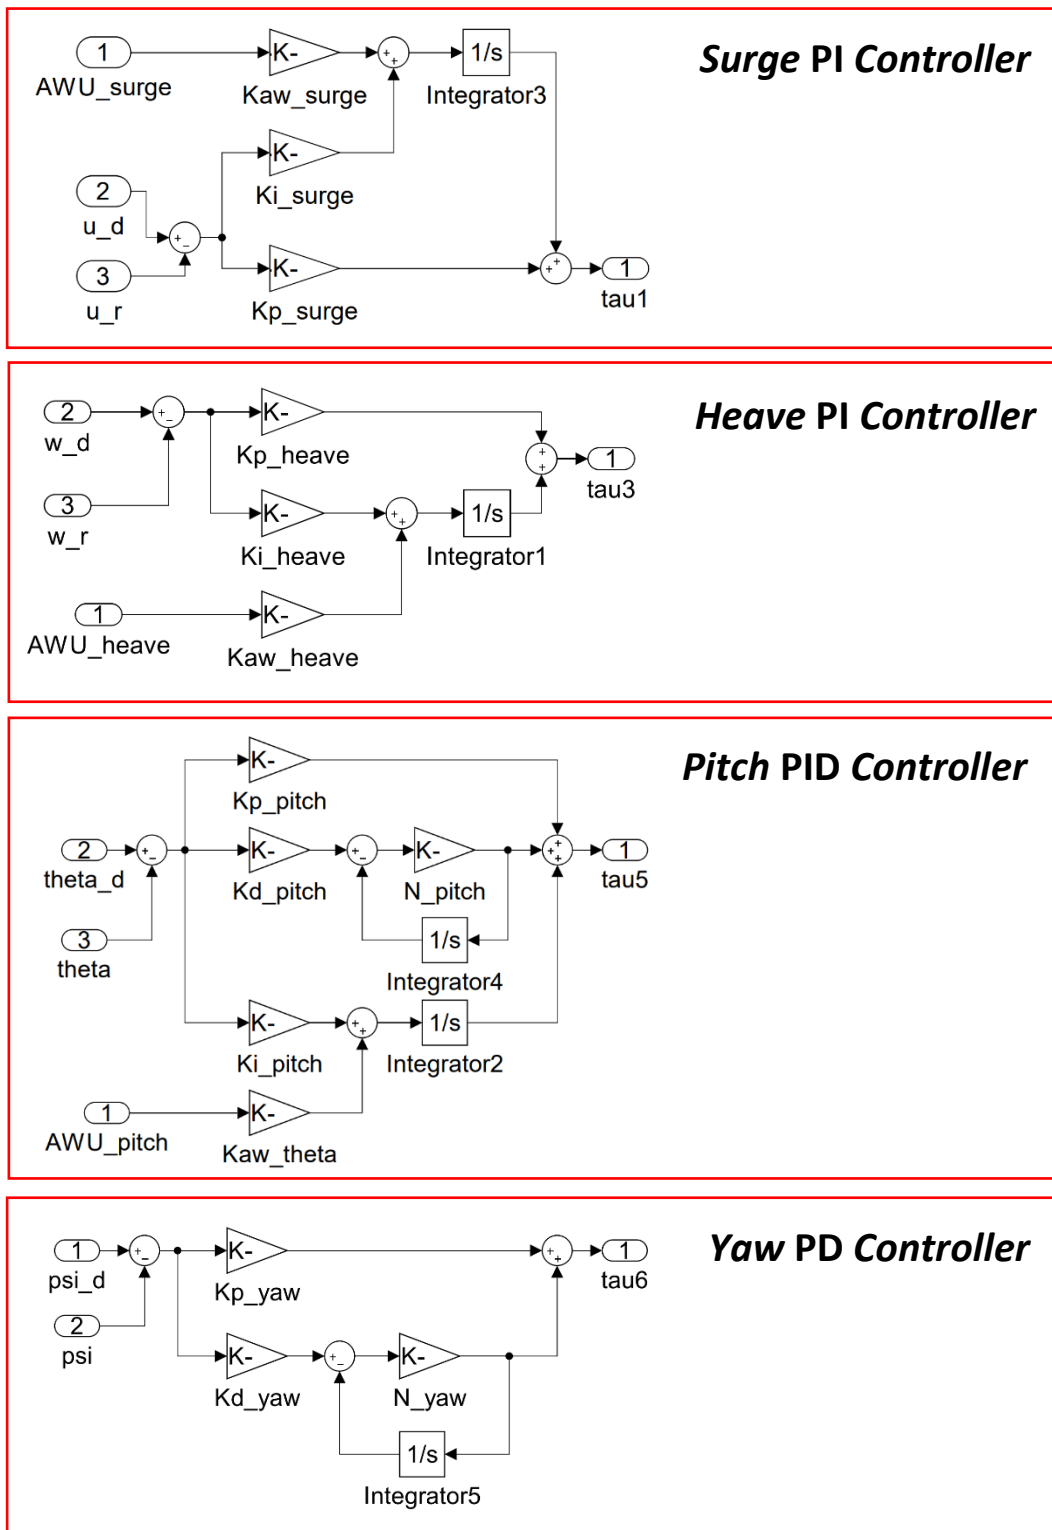 Surge PI Controller
1
AWU_surge
K-
Kaw_surge
+
+
1/s
Integrator3
K-
Ki_surge
2
u_d
+
−
3
u_r
K-
Kp_surge
+
+
1
tau1
Heave PI Controller
2
w_d
+
−
K-
Kp_heave
3
w_r
K-
Ki_heave
+
+
1/s
Integrator1
+
+
1
tau3
1
AWU_heave
K-
Kaw_heave
Pitch PID Controller
K-
Kp_pitch
2
theta_d
+
−
K-
Kd_pitch
+
−
K-
N_pitch
+
+
+
1
tau5
3
theta
1/s
Integrator4
K-
Ki_pitch
+
+
1/s
Integrator2
1
AWU_pitch
K-
Kaw_theta
Yaw PD Controller
1
psi_d
+
−
K-
Kp_yaw
+
+
1
tau6
2
psi
K-
Kd_yaw
+
−
K-
N_yaw
1/s
Integrator5